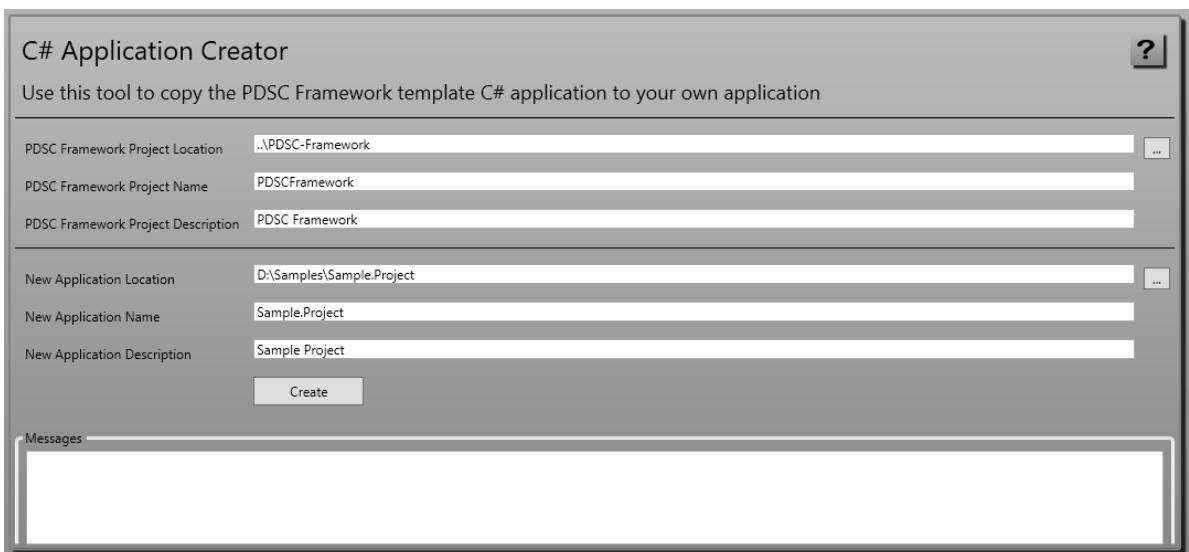 C# Application Creator
?
Use this tool to copy the PDSC Framework template C# application to your own application
PDSC Framework Project Location ..\PDSC-Framework ...
PDSC Framework Project Name PDSCFramework
PDSC Framework Project Description PDSC Framework
New Application Location D:\Samples\Sample.Project ...
New Application Name Sample.Project
New Application Description Sample Project
Create
Messages